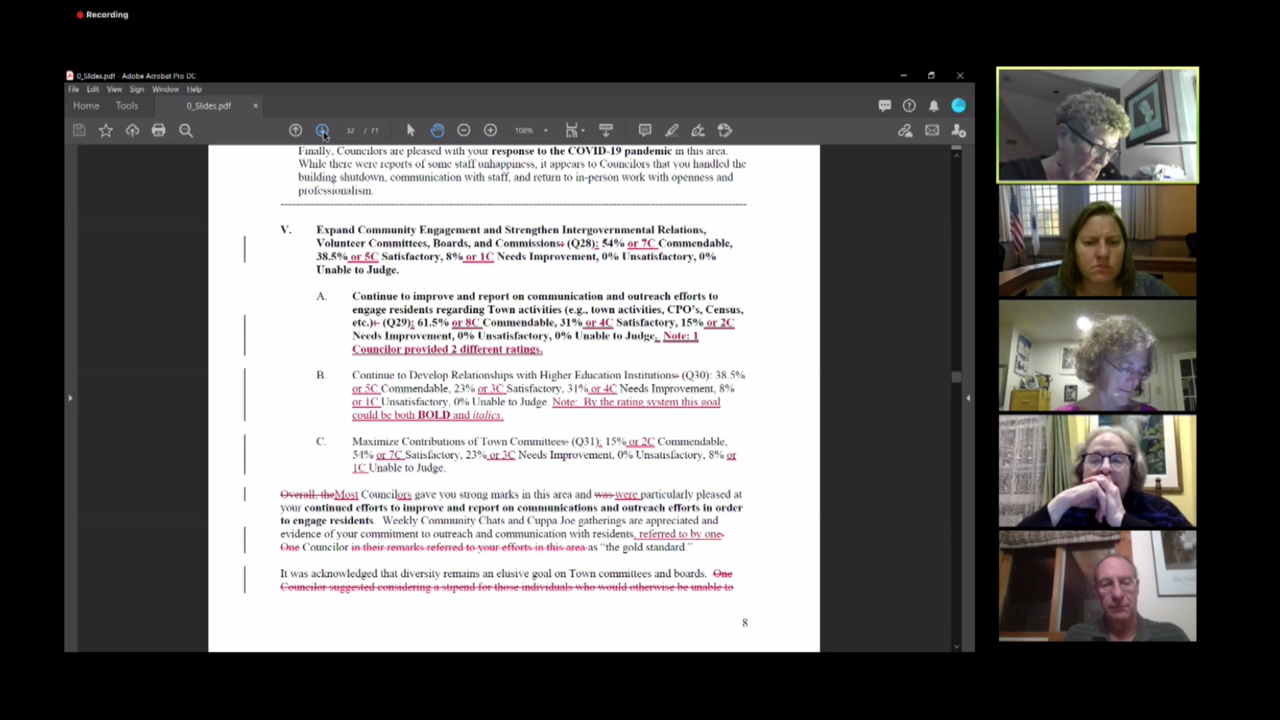 Recording
0_Slides.pdf - Adobe Acrobat Pro DC
File Edit View Sign Window Help
Home Tools 0_Slides.pdf ×
32 / 71 108%
Finally, Councilors are pleased with your response to the COVID-19 pandemic in this area.
While there were reports of some staff unhappiness, it appears to Councilors that you handled the
building shutdown, communication with staff, and return to in-person work with openness and
professionalism.
V. Expand Community Engagement and Strengthen Intergovernmental Relations,
Volunteer Committees, Boards, and Commissions: (Q28): 54% or 7C Commendable,
38.5% or 5C Satisfactory, 8% or 1C Needs Improvement, 0% Unsatisfactory, 0%
Unable to Judge.
A. Continue to improve and report on communication and outreach efforts to
engage residents regarding Town activities (e.g., town activities, CPO's, Census,
etc.): (Q29): 61.5% or 8C Commendable, 31% or 4C Satisfactory, 15% or 2C
Needs Improvement, 0% Unsatisfactory, 0% Unable to Judge. Note: 1
Councilor provided 2 different ratings.
B. Continue to Develop Relationships with Higher Education Institutions: (Q30): 38.5%
or 5C Commendable, 23% or 3C Satisfactory, 31% or 4C Needs Improvement, 8%
or 1C Unsatisfactory, 0% Unable to Judge. Note: By the rating system this goal
could be both BOLD and italics.
C. Maximize Contributions of Town Committees: (Q31): 15% or 2C Commendable,
54% or 7C Satisfactory, 23% or 3C Needs Improvement, 0% Unsatisfactory, 8% or
1C Unable to Judge.
Overall, theMost Councilors gave you strong marks in this area and was were particularly pleased at
your continued efforts to improve and report on communications and outreach efforts in order
to engage residents. Weekly Community Chats and Cuppa Joe gatherings are appreciated and
evidence of your commitment to outreach and communication with residents, referred to by one.
One Councilor in their remarks referred to your efforts in this area as "the gold standard."
It was acknowledged that diversity remains an elusive goal on Town committees and boards. One
Councilor suggested considering a stipend for those individuals who would otherwise be unable to
8